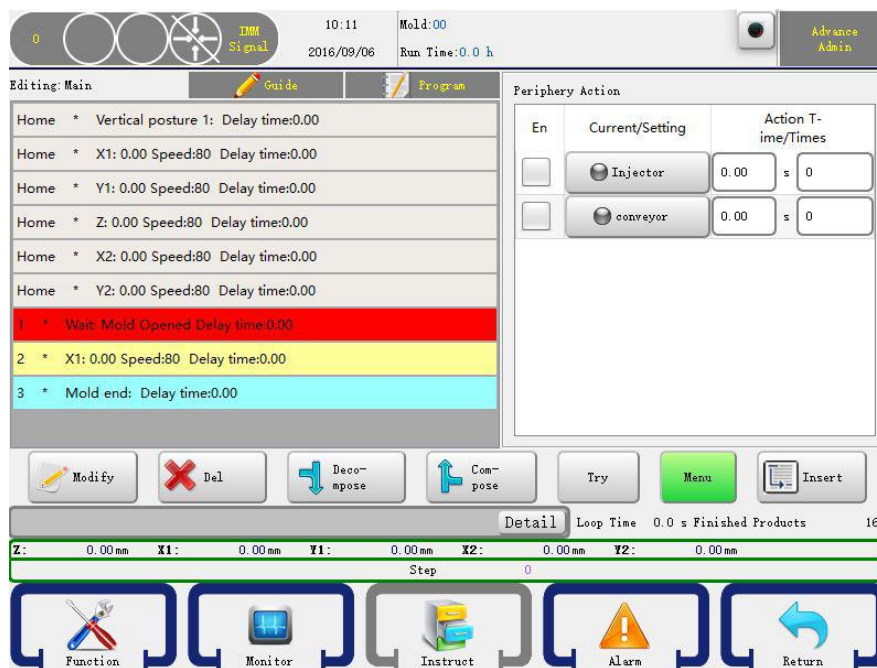 0
IMM
Signal
10:11
2016/09/06
Mold:00
Run Time:0.0 h
Advance
Admin
Editing:Main
Guide
Program
Home * Vertical posture 1: Delay time:0.00
Home * X1: 0.00 Speed:80 Delay time:0.00
Home * Y1: 0.00 Speed:80 Delay time:0.00
Home * Z: 0.00 Speed:80 Delay time:0.00
Home * X2: 0.00 Speed:80 Delay time:0.00
Home * Y2: 0.00 Speed:80 Delay time:0.00
1 * Wait: Mold Opened Delay time:0.00
2 * X1: 0.00 Speed:80 Delay time:0.00
3 * Mold end: Delay time:0.00
Periphery Action
En Current/Setting Action T-
ime/Times
Injector 0.00 s 0
conveyor 0.00 s 0
Modify
Del
Deco-
mpose
Com-
pose
Try
Menu
Insert
Detail Loop Time 0.0 s Finished Products 16
Z: 0.00mm X1: 0.00mm Y1: 0.00mm X2: 0.00mm Y2: 0.00mm
Step 0
Function
Monitor
Instruct
Alarm
Return